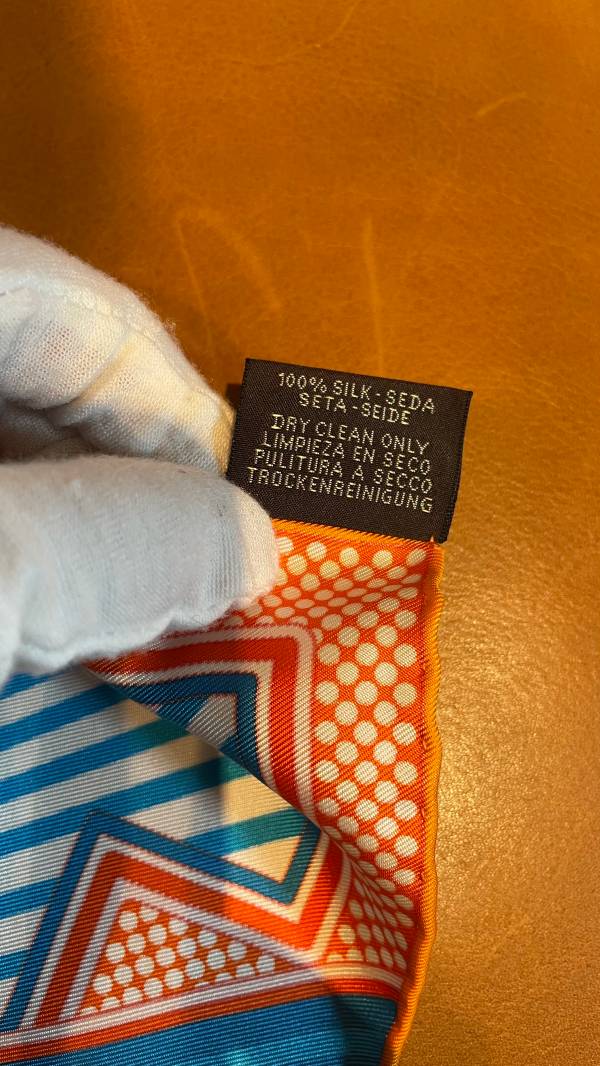 100% SILK - SEDA
SETA - SEIDE
DRY CLEAN ONLY
LIMPIEZA EN SECO
PULITURA A SECCO
TROCKENREINIGUNG